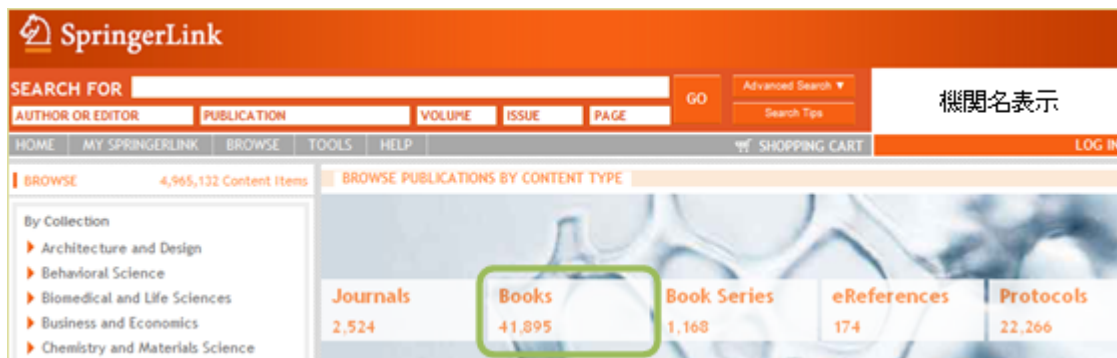 SpringerLink
SEARCH FOR
GO
Advanced Search ▼
Search Tips
機関名表示
AUTHOR OR EDITOR PUBLICATION VOLUME ISSUE PAGE
HOME MY SPRINGERLINK BROWSE TOOLS HELP SHOPPING CART LOG IN
BROWSE 4,965,132 Content Items
BROWSE PUBLICATIONS BY CONTENT TYPE
By Collection
Architecture and Design
Behavioral Science
Biomedical and Life Sciences
Business and Economics
Chemistry and Materials Science
Journals Books Book Series eReferences Protocols
2,524 41,895 1,168 174 22,266